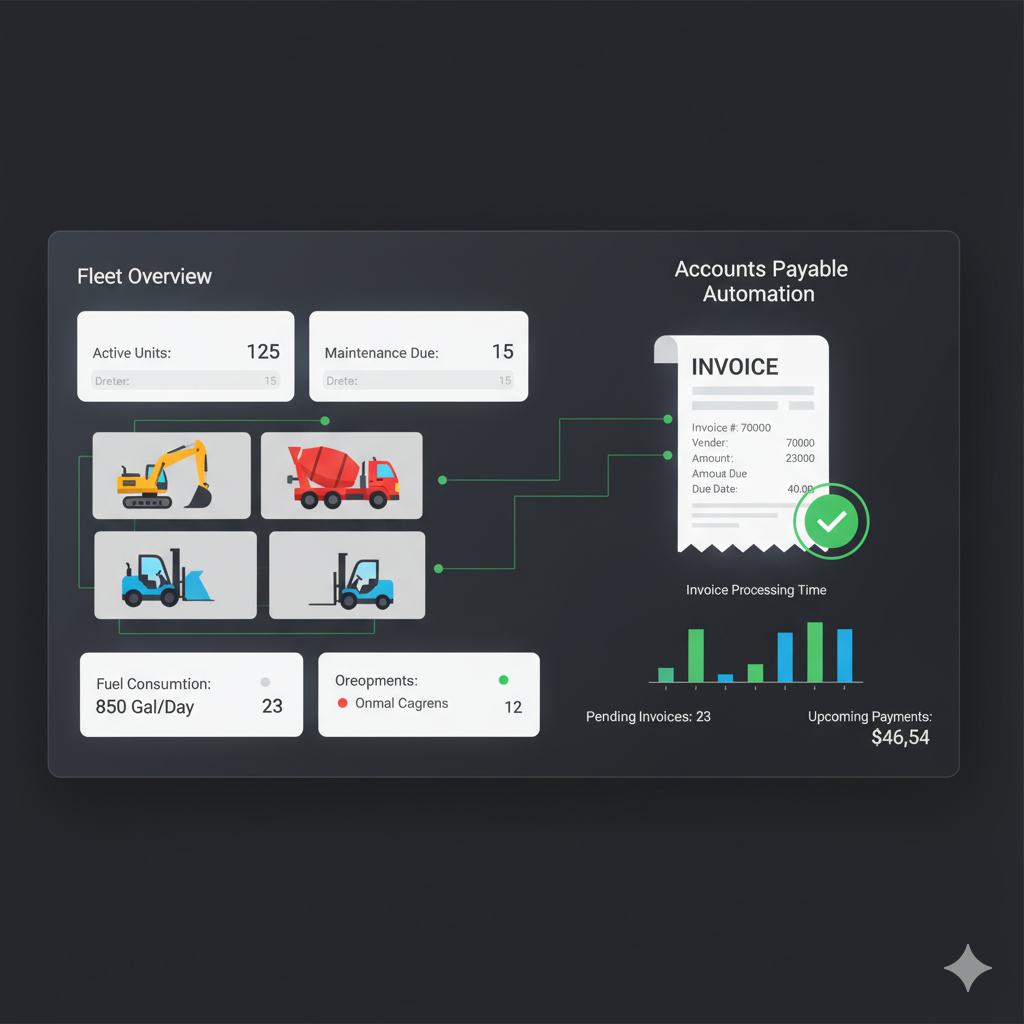 Fleet Overview
Active Units: 125
Dreter: 15
Maintenance Due: 15
Drete: 15
Fuel Consumtion:
850 Gal/Day 23
Oreopments:
Onmal Cagrens 12
Accounts Payable
Automation
INVOICE
Invoice #: 70000
Vender: 70000
Amount: 23000
Amout Due
Due Date: 40.00
Invoice Processing Time
Pending Invoices: 23
Upcoming Payments:
$46,54